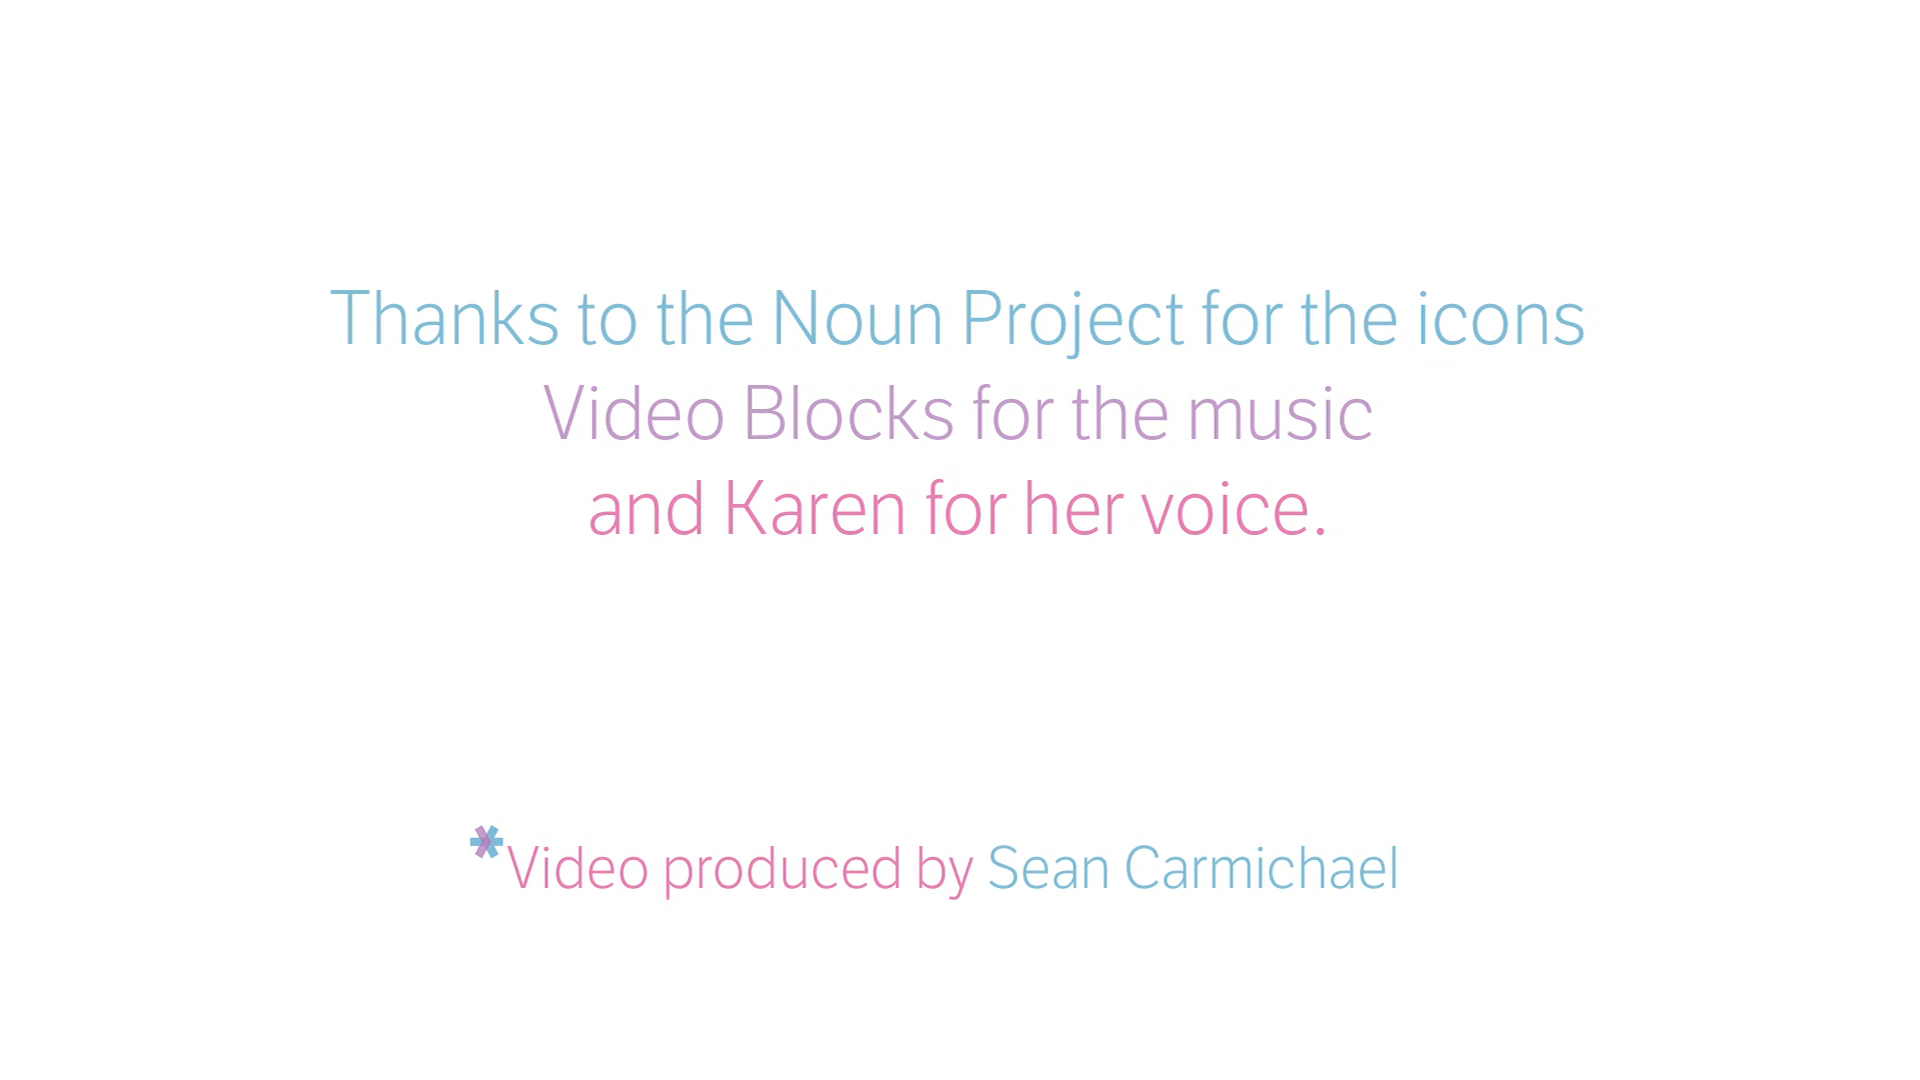 Thanks to the Noun Project for the icons
Video Blocks for the music
and Karen for her voice.
*Video produced by Sean Carmichael